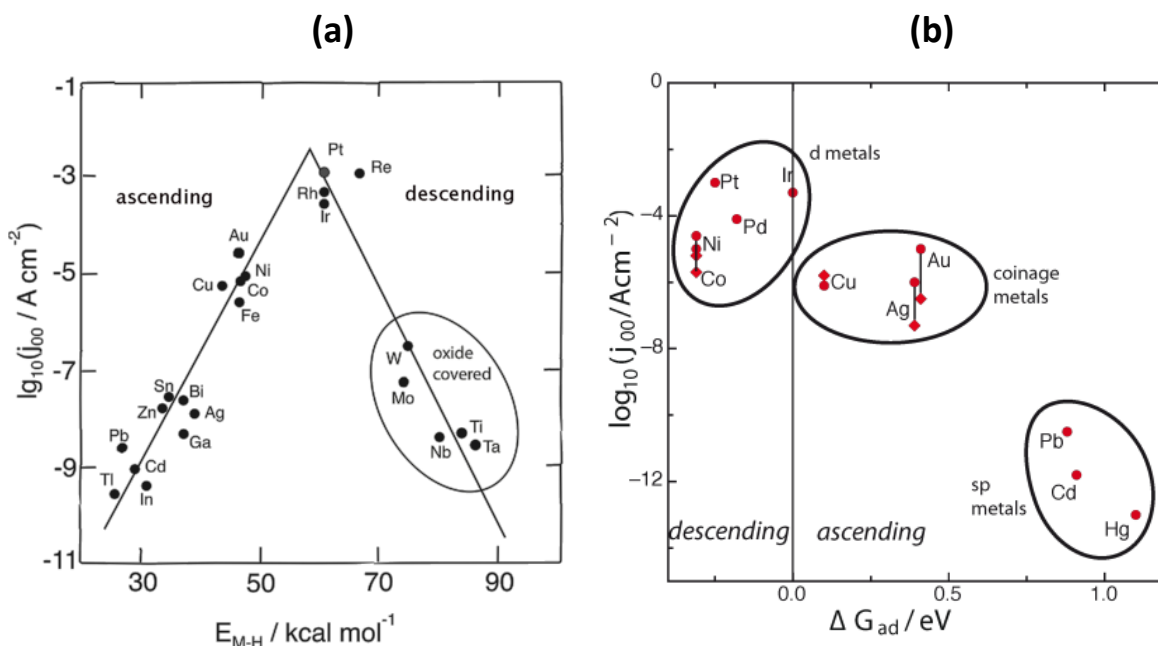 (a)
-1
-3
-5
-7
-9
-11
lg10(j00 / A cm-2)
ascending
descending
Pt
Re
Rh
Ir
Au
Ni
Cu
Co
Fe
W
oxide
covered
Mo
Sn
Bi
Zn
Ag
Ga
Nb
Ti
Ta
Pb
Cd
Tl
In
30
50
70
90
EM-H / kcal mol-1
(b)
0
−4
−8
−12
log10(j00/Acm−2)
d metals
Pt
Ir
Pd
Ni
Co
Cu
Au
Ag
coinage
metals
Pb
Cd
Hg
sp
metals
descending
ascending
0.0
0.5
1.0
Δ Gad / eV